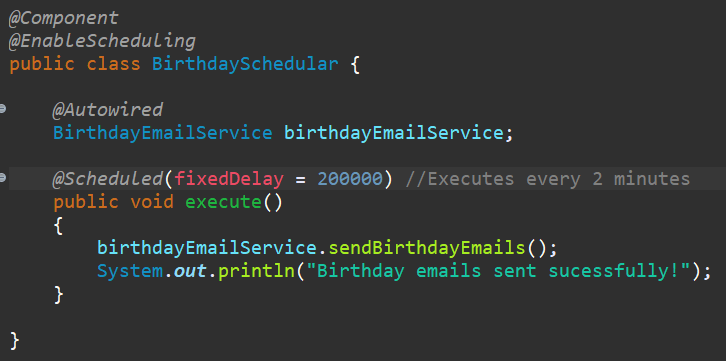 @Component
@EnableScheduling
public class BirthdaySchedular {
@Autowired
BirthdayEmailService birthdayEmailService;
@Scheduled(fixedDelay = 200000) //Executes every 2 minutes
public void execute()
{
birthdayEmailService.sendBirthdayEmails();
System.out.println("Birthday emails sent sucessfully!");
}
}